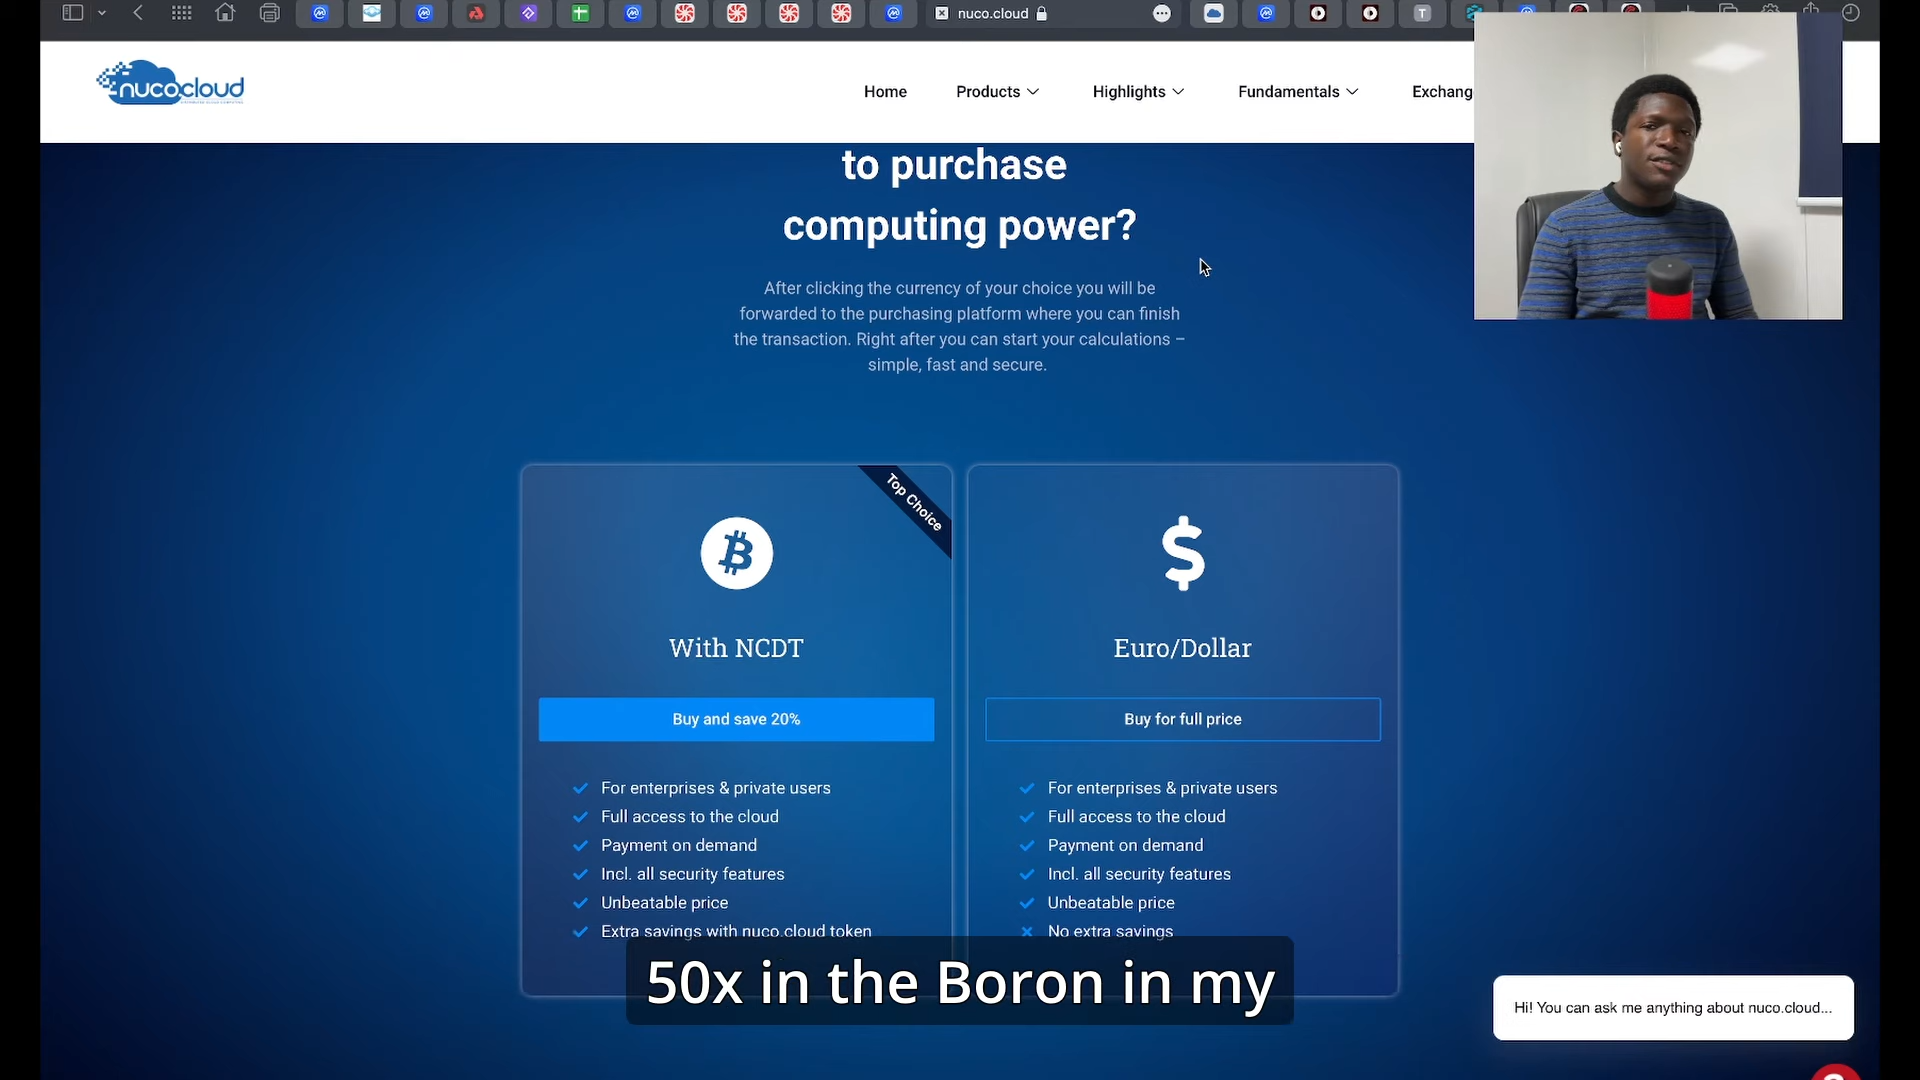 nuco.cloud
nuco.cloud
Home
Products
Highlights
Fundamentals
Exchang
to purchase
computing power?
After clicking the currency of your choice you will be
forwarded to the purchasing platform where you can finish
the transaction. Right after you can start your calculations –
simple, fast and secure.
Top Choice
With NCDT
Buy and save 20%
For enterprises & private users
Full access to the cloud
Payment on demand
Incl. all security features
Unbeatable price
Extra savings with nuco.cloud token
Euro/Dollar
Buy for full price
For enterprises & private users
Full access to the cloud
Payment on demand
Incl. all security features
Unbeatable price
No extra savings
50x in the Boron in my
Hi! You can ask me anything about nuco.cloud...